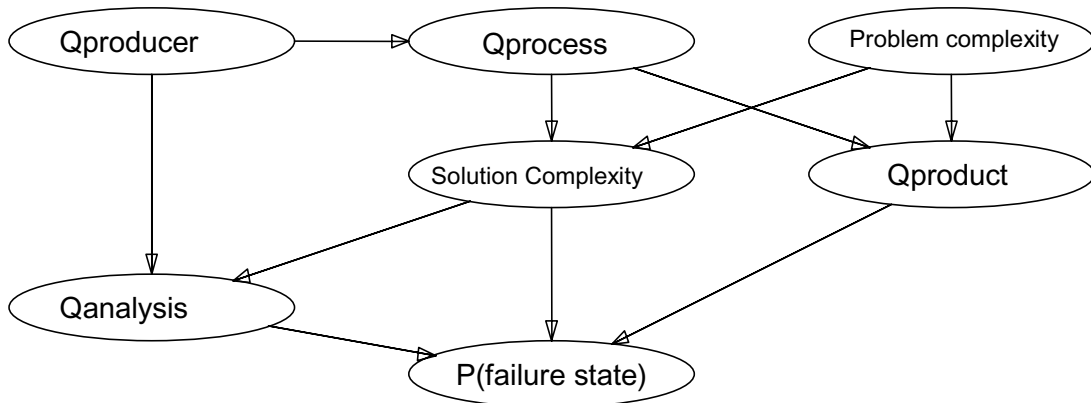 Qproducer
Qprocess
Problem complexity
Solution Complexity
Qproduct
Qanalysis
P(failure state)